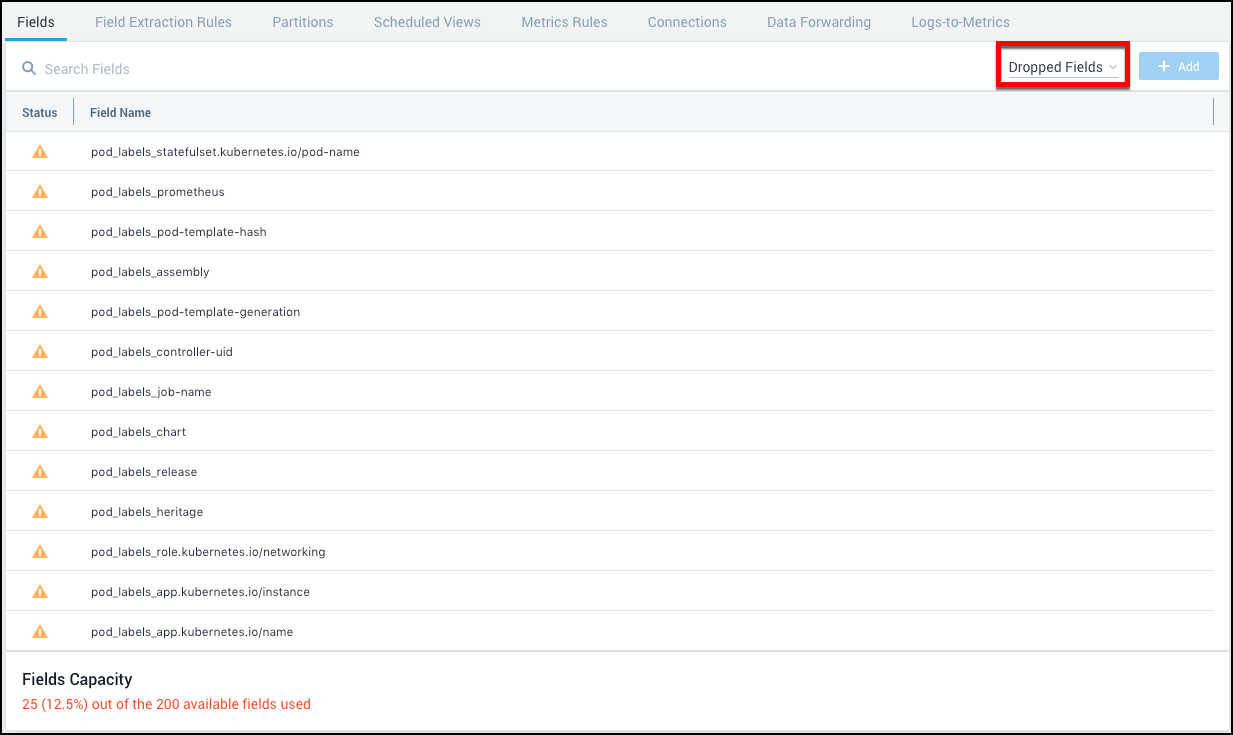 Fields Field Extraction Rules Partitions Scheduled Views Metrics Rules Connections Data Forwarding Logs-to-Metrics
Search Fields Dropped Fields + Add
Status Field Name
pod_labels_statefulset.kubernetes.io/pod-name
pod_labels_prometheus
pod_labels_pod-template-hash
pod_labels_assembly
pod_labels_pod-template-generation
pod_labels_controller-uid
pod_labels_job-name
pod_labels_chart
pod_labels_release
pod_labels_heritage
pod_labels_role.kubernetes.io/networking
pod_labels_app.kubernetes.io/instance
pod_labels_app.kubernetes.io/name
Fields Capacity
25 (12.5%) out of the 200 available fields used